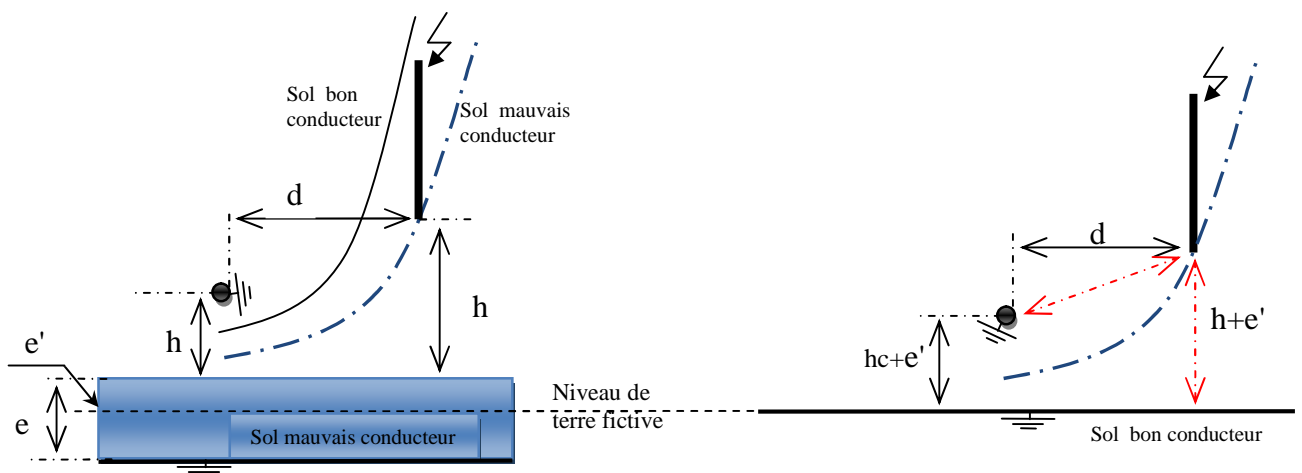 Sol bon
conducteur
Sol mauvais
conducteur
d
h
h
e'
e
Sol mauvais conducteur
Niveau de
terre fictive
d
hc+e'
h+e'
Sol bon conducteur